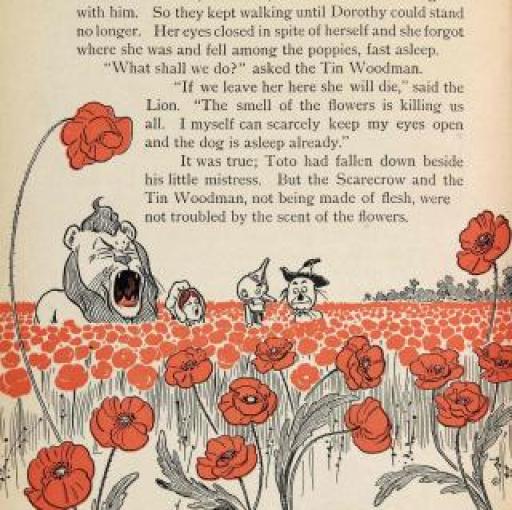 with him. So they kept walking until Dorothy could stand
no longer. Her eyes closed in spite of herself and she forgot
where she was and fell among the poppies, fast asleep.
"What shall we do?" asked the Tin Woodman.
"If we leave her here she will die," said the
Lion. "The smell of the flowers is killing us
all. I myself can scarcely keep my eyes open
and the dog is asleep already."
It was true; Toto had fallen down beside
his little mistress. But the Scarecrow and the
Tin Woodman, not being made of flesh, were
not troubled by the scent of the flowers.